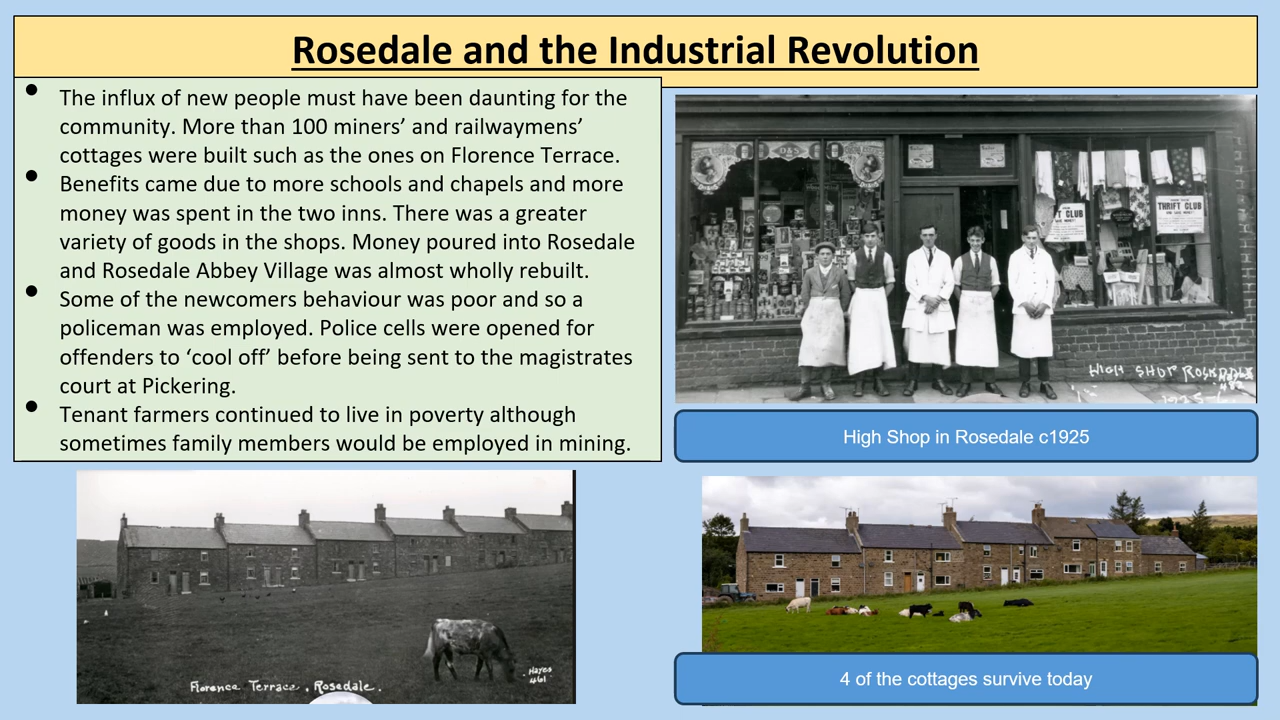 Rosedale and the Industrial Revolution
The influx of new people must have been daunting for the
community. More than 100 miners’ and railwaymens’
cottages were built such as the ones on Florence Terrace.
Benefits came due to more schools and chapels and more
money was spent in the two inns. There was a greater
variety of goods in the shops. Money poured into Rosedale
and Rosedale Abbey Village was almost wholly rebuilt.
Some of the newcomers behaviour was poor and so a
policeman was employed. Police cells were opened for
offenders to ‘cool off’ before being sent to the magistrates
court at Pickering.
Tenant farmers continued to live in poverty although
sometimes family members would be employed in mining.
THRIFT CLUB
T CLUB
HIGH SHOP ROSEDALE
High Shop in Rosedale c1925
Florence Terrace, Rosedale.
Hayes
461
4 of the cottages survive today